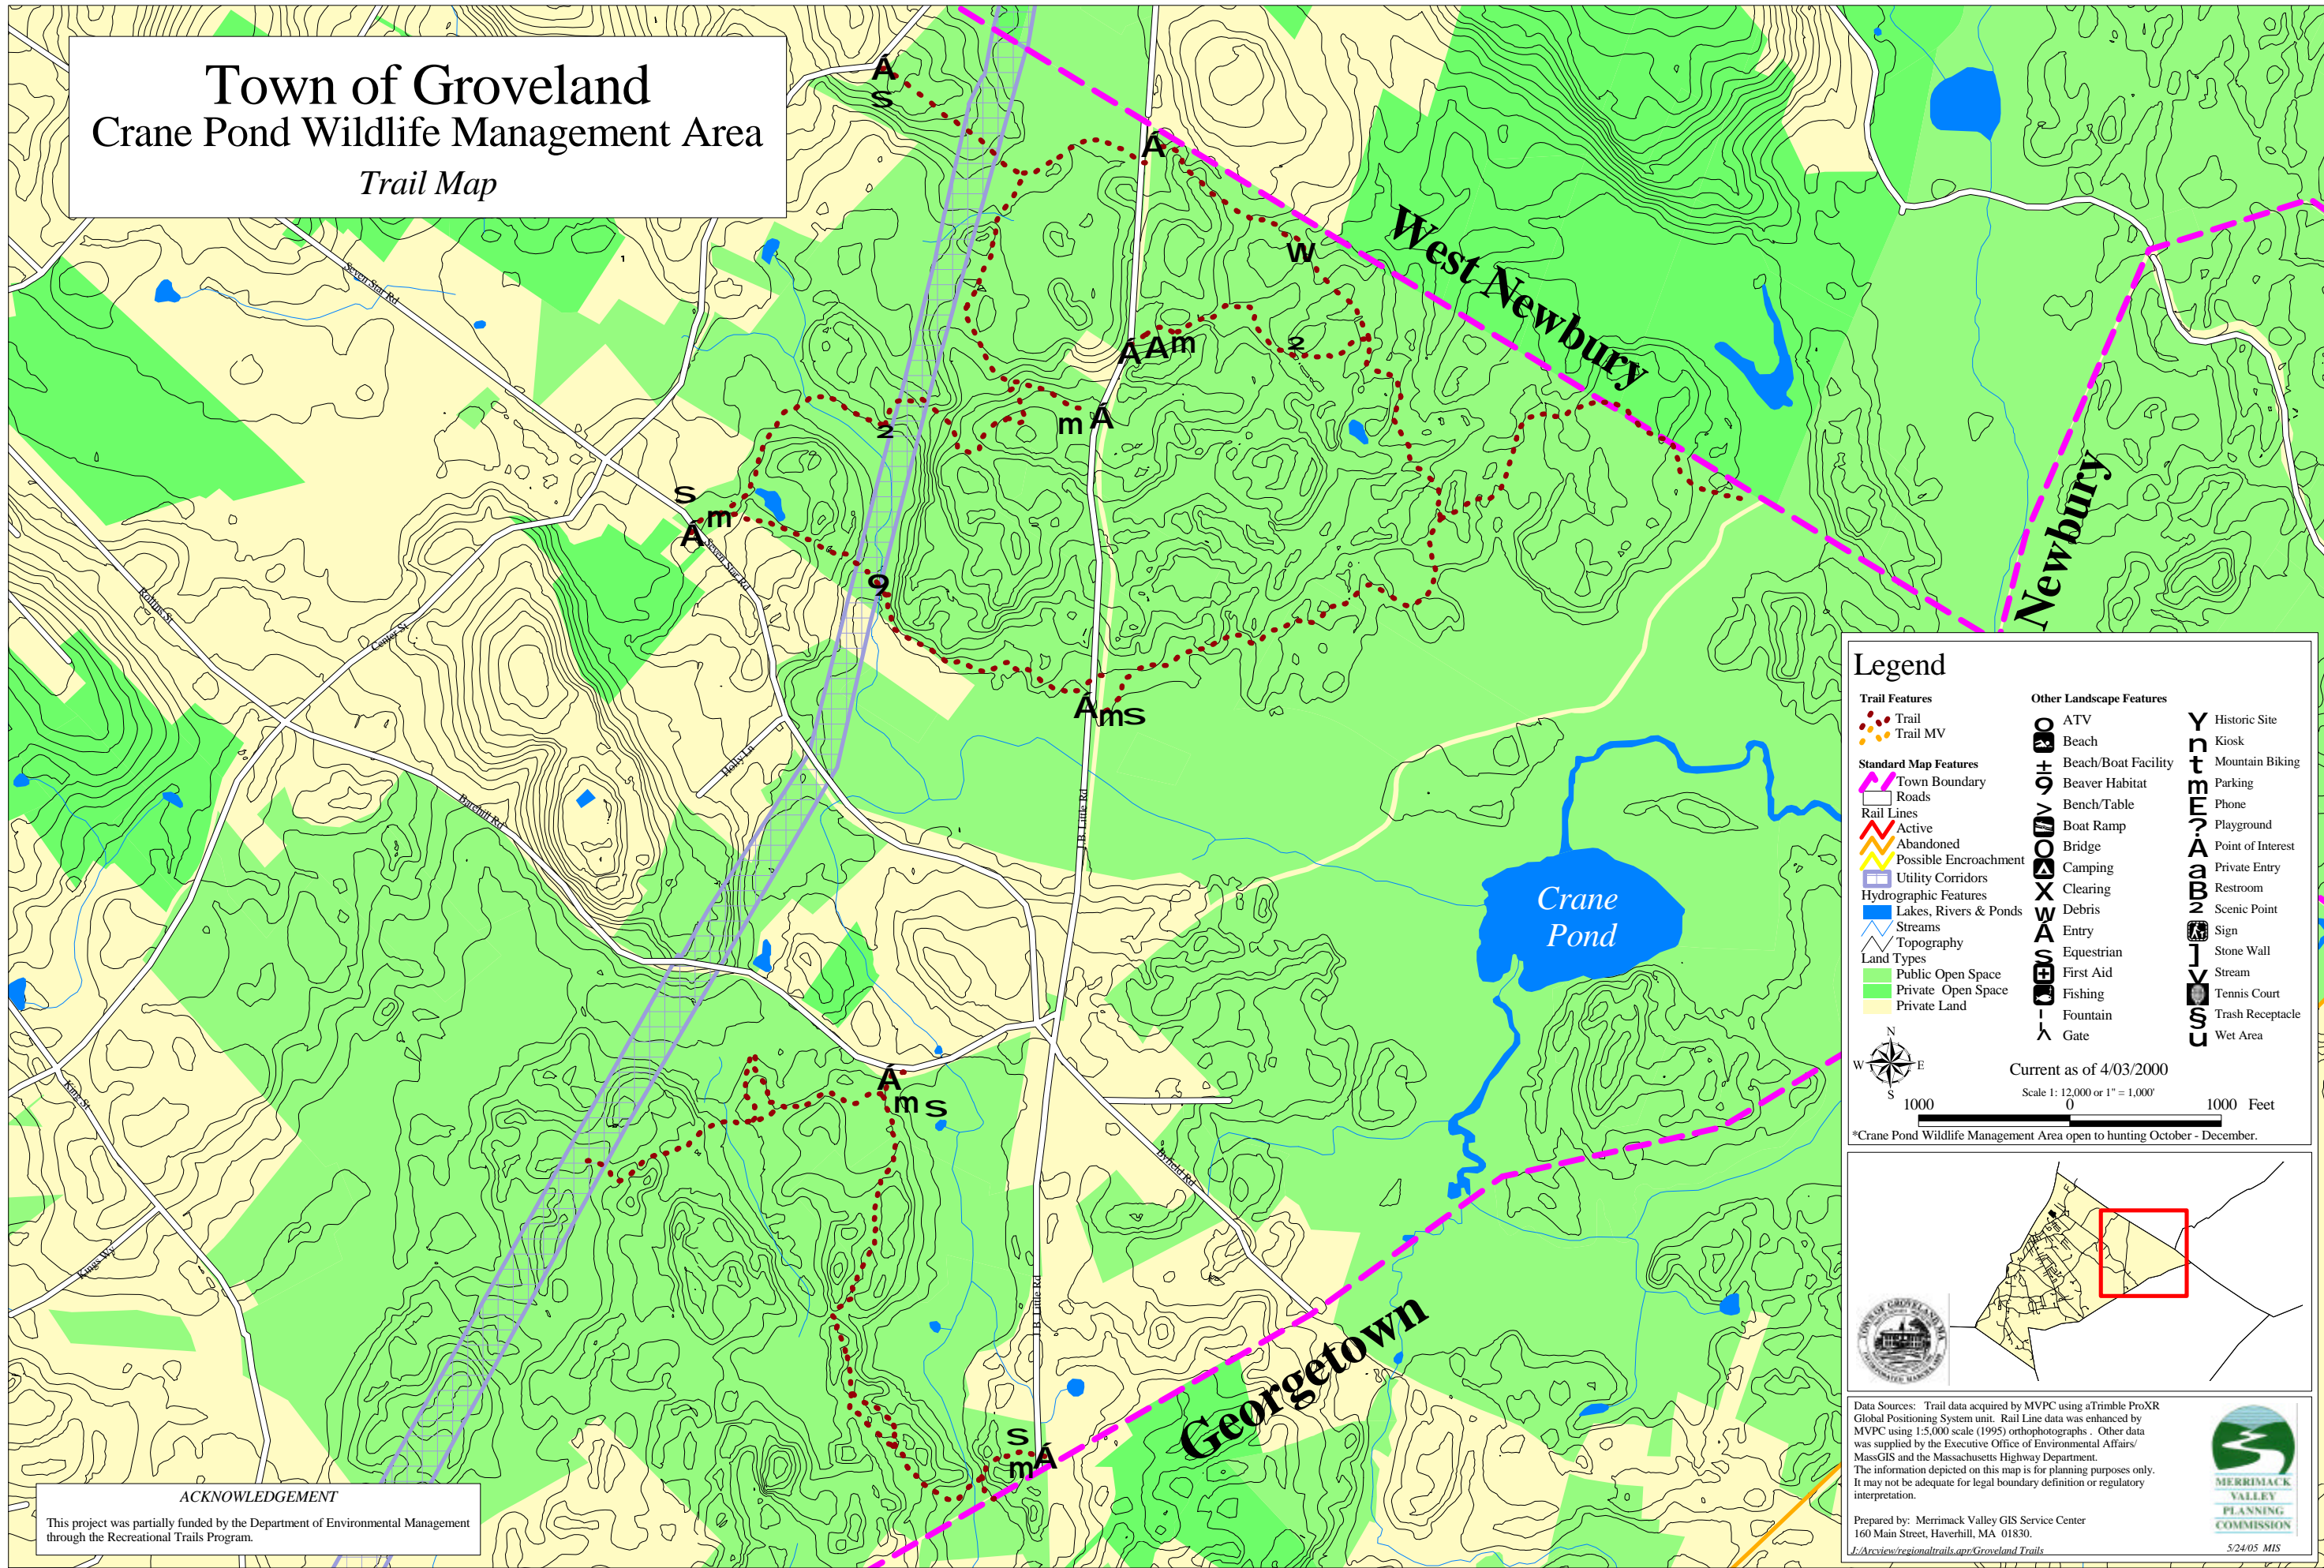 Town of Groveland
Crane Pond Wildlife Management Area
Trail Map
Á
S
Á
W
West Newbury
Seven Star Rd
Á A m
2
m Á
2
S
m
Á
Seven Star Rd
9
Newbury
Rollins St
Center St
Á m S
Holly Ln
J.B. Little Rd
Barchill Rd
Crane
Pond
Á
m S
King St
Byfield Rd
Kings Wy
J.B. Little Rd
Georgetown
S
m Á
Legend
Trail Features
Trail
Trail MV
Standard Map Features
Town Boundary
Roads
Rail Lines
Active
Abandoned
Possible Encroachment
Utility Corridors
Hydrographic Features
Lakes, Rivers & Ponds
Streams
Topography
Land Types
Public Open Space
Private Open Space
Private Land
Other Landscape Features
O ATV
Beach
± Beach/Boat Facility
9 Beaver Habitat
> Bench/Table
Boat Ramp
O Bridge
Camping
X Clearing
W Debris
Á Entry
S Equestrian
First Aid
Fishing
Fountain
Gate
Y Historic Site
n Kiosk
t Mountain Biking
m Parking
E Phone
? Playground
A Point of Interest
a Private Entry
B Restroom
2 Scenic Point
Sign
] Stone Wall
V Stream
Tennis Court
§ Trash Receptacle
u Wet Area
N
W E
S
Current as of 4/03/2000
Scale 1: 12,000 or 1" = 1,000'
1000 0 1000 Feet
*Crane Pond Wildlife Management Area open to hunting October - December.
TOWN OF GROVELAND MA
Data Sources: Trail data acquired by MVPC using aTrimble ProXR
Global Positioning System unit. Rail Line data was enhanced by
MVPC using 1:5,000 scale (1995) orthophotographs . Other data
was supplied by the Executive Office of Environmental Affairs/
MassGIS and the Massachusetts Highway Department.
The information depicted on this map is for planning purposes only.
It may not be adequate for legal boundary definition or regulatory
interpretation.
Prepared by: Merrimack Valley GIS Service Center
160 Main Street, Haverhill, MA 01830.
J:/Arcview/regionaltrails.apr/Groveland Trails
MERRIMACK
VALLEY
PLANNING
COMMISSION
5/24/05 MIS
ACKNOWLEDGEMENT
This project was partially funded by the Department of Environmental Management
through the Recreational Trails Program.